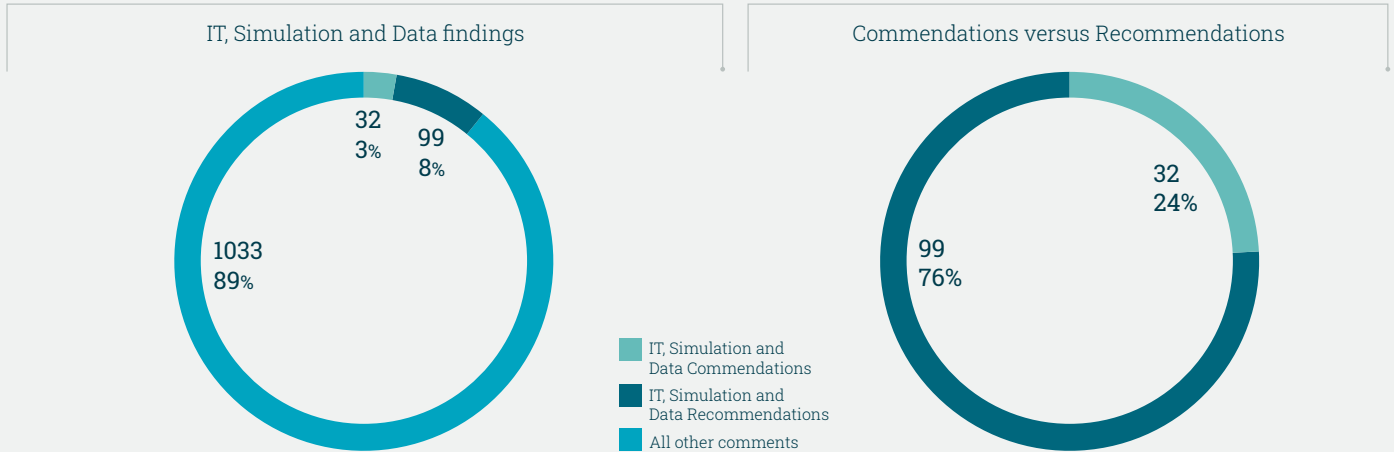 IT, Simulation and Data findings
32
3%
99
8%
1033
89%
Commendations versus Recommendations
32
24%
99
76%
IT, Simulation and
Data Commendations
IT, Simulation and
Data Recommendations
All other comments